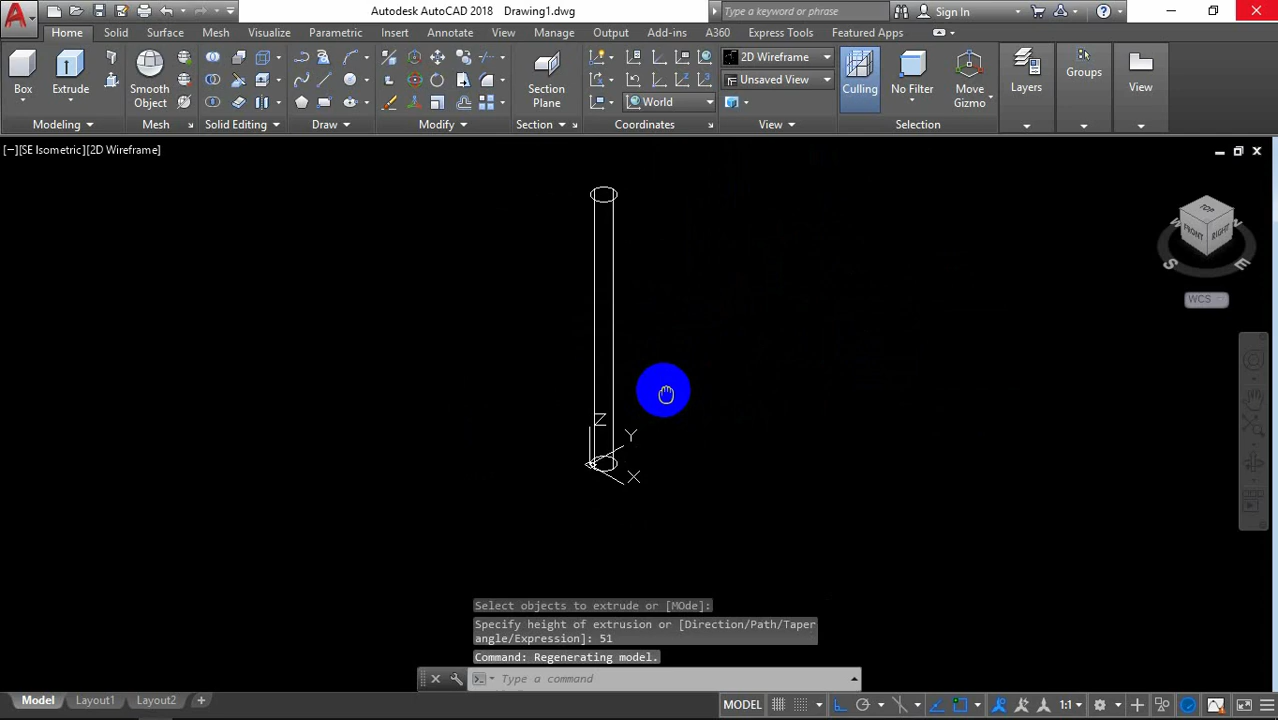 Autodesk AutoCAD 2018 Drawing1.dwg
Type a keyword or phrase
Sign In
Home Solid Surface Mesh Visualize Parametric Insert Annotate View Manage Output Add-ins A360 Express Tools Featured Apps
Box
Extrude
Smooth
Object
Section
Plane
2D Wireframe
Unsaved View
World
Culling
No Filter
Move
Gizmo
Layers
Groups
View
Modeling
Mesh
Solid Editing
Draw
Modify
Section
Coordinates
View
Selection
[−][SE Isometric][2D Wireframe]
TOP
FRONT
RIGHT
W
N
S
E
WCS
Z
Y
X
Select objects to extrude or [MOde]:
Specify height of extrusion or [Direction/Path/Taper
angle/Expression]: 51
Command: Regenerating model.
Type a command
Model Layout1 Layout2
MODEL
1:1